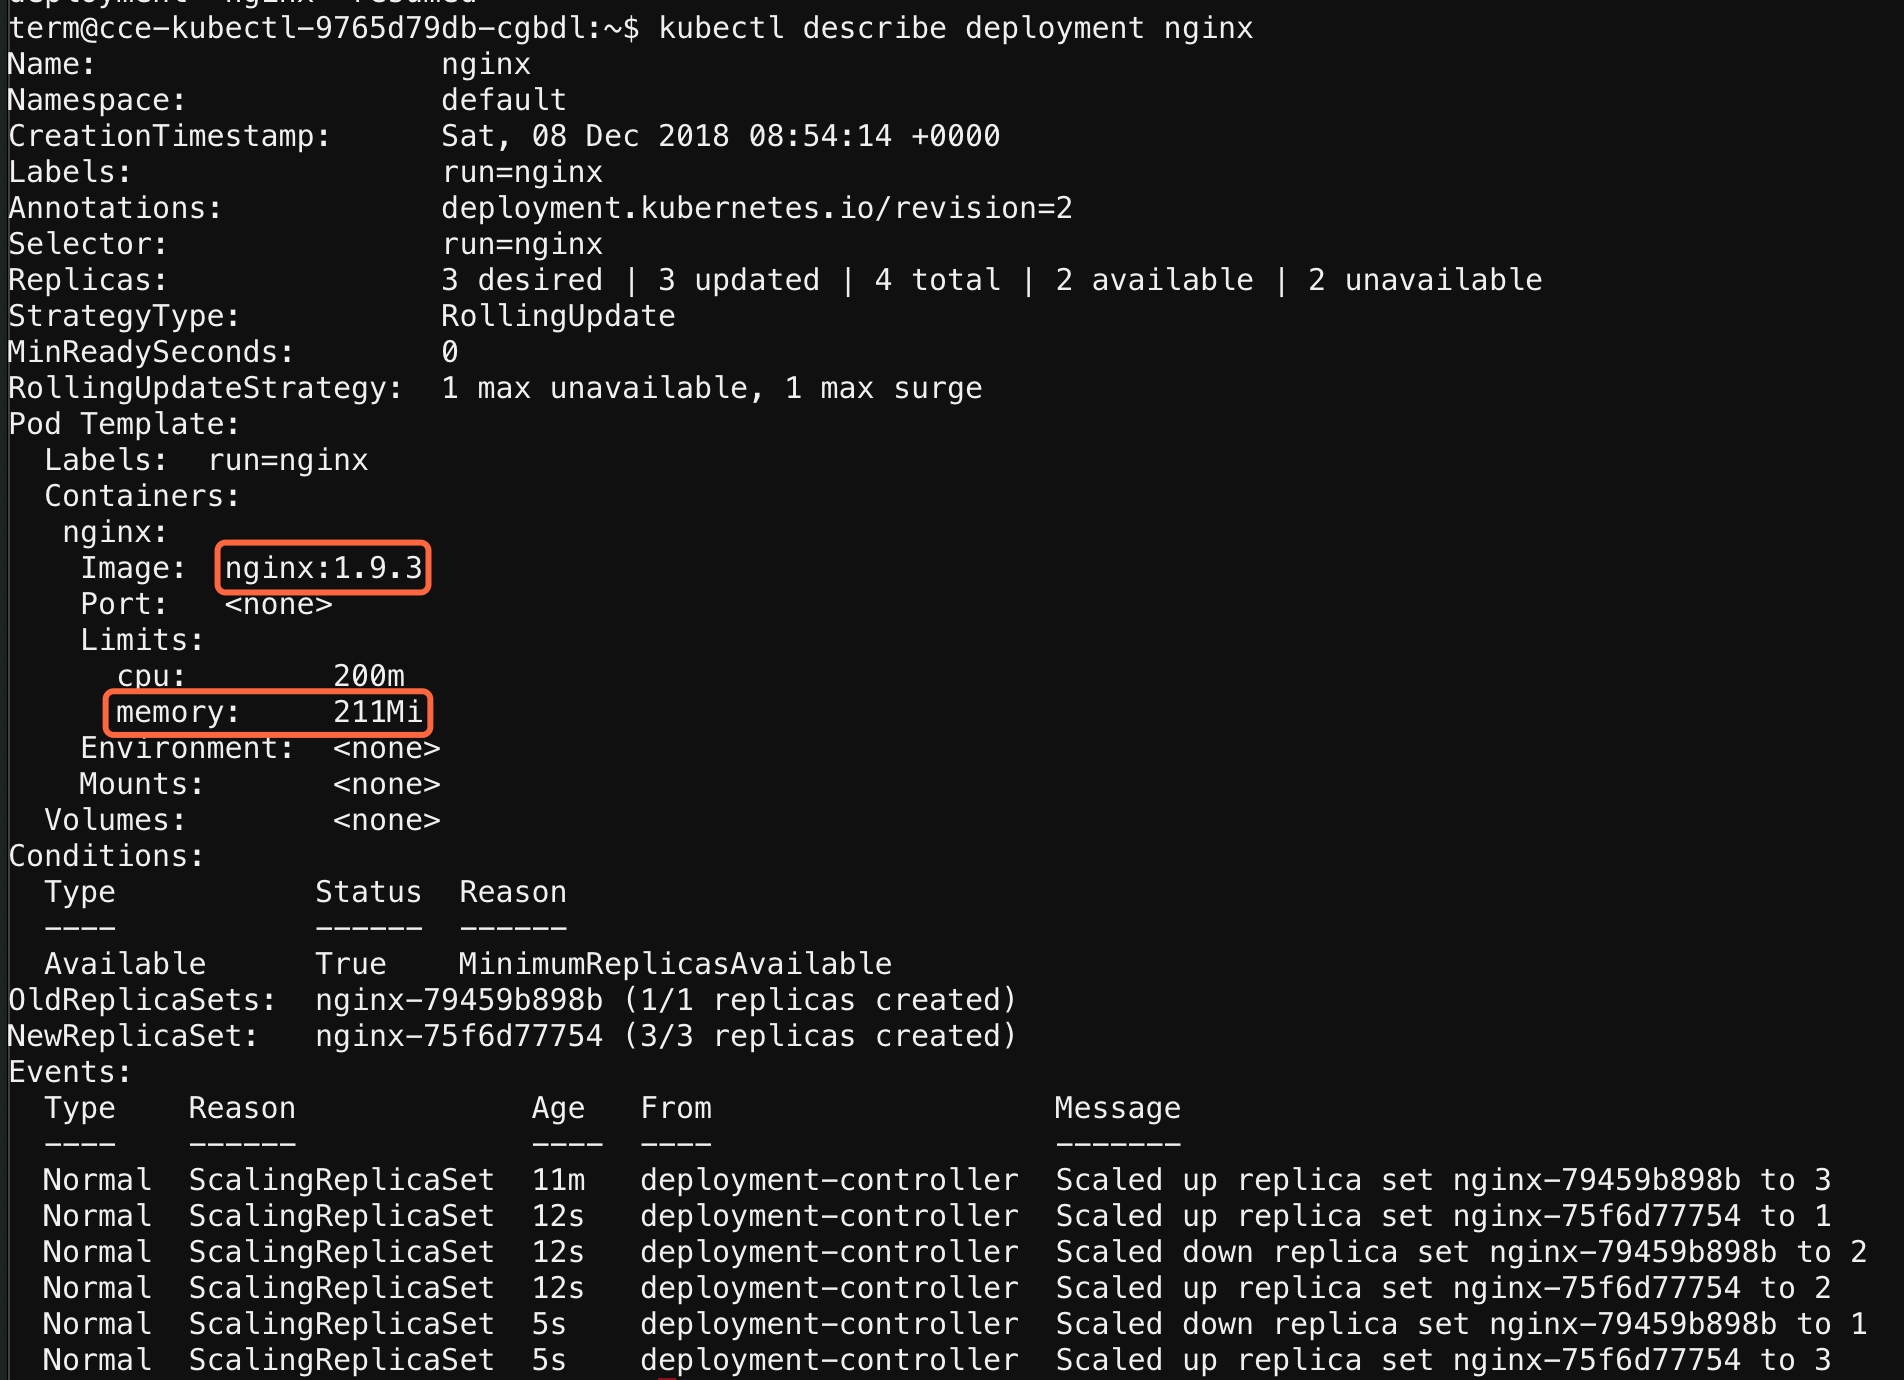 deployment "nginx" resumed
term@cce-kubectl-9765d79db-cgbdl:~$ kubectl describe deployment nginx
Name:                   nginx
Namespace:              default
CreationTimestamp:      Sat, 08 Dec 2018 08:54:14 +0000
Labels:                 run=nginx
Annotations:            deployment.kubernetes.io/revision=2
Selector:               run=nginx
Replicas:               3 desired | 3 updated | 4 total | 2 available | 2 unavailable
StrategyType:           RollingUpdate
MinReadySeconds:        0
RollingUpdateStrategy:  1 max unavailable, 1 max surge
Pod Template:
  Labels:  run=nginx
  Containers:
   nginx:
    Image:  nginx:1.9.3
    Port:   <none>
    Limits:
      cpu:        200m
      memory:     211Mi
    Environment:  <none>
    Mounts:       <none>
  Volumes:        <none>
Conditions:
  Type           Status  Reason
  ----           ------  ------
  Available      True    MinimumReplicasAvailable
OldReplicaSets:  nginx-79459b898b (1/1 replicas created)
NewReplicaSet:   nginx-75f6d77754 (3/3 replicas created)
Events:
  Type    Reason             Age   From                   Message
  ----    ------             ----  ----                   -------
  Normal  ScalingReplicaSet  11m   deployment-controller  Scaled up replica set nginx-79459b898b to 3
  Normal  ScalingReplicaSet  12s   deployment-controller  Scaled up replica set nginx-75f6d77754 to 1
  Normal  ScalingReplicaSet  12s   deployment-controller  Scaled down replica set nginx-79459b898b to 2
  Normal  ScalingReplicaSet  12s   deployment-controller  Scaled up replica set nginx-75f6d77754 to 2
  Normal  ScalingReplicaSet  5s    deployment-controller  Scaled down replica set nginx-79459b898b to 1
  Normal  ScalingReplicaSet  5s    deployment-controller  Scaled up replica set nginx-75f6d77754 to 3